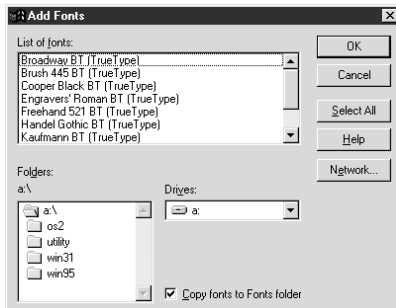 Add Fonts
List of fonts:
Broadway BT (TrueType)
Brush 445 BT (TrueType)
Cooper Black BT (TrueType)
Engravers' Roman BT (TrueType)
Freehand 521 BT (TrueType)
Handel Gothic BT (TrueType)
Kaufmann BT (TrueType)
OK
Cancel
Select All
Help
Network...
Folders:
a:\
a:\
os2
utility
win31
win95
Drives:
a:
Copy fonts to Fonts folder